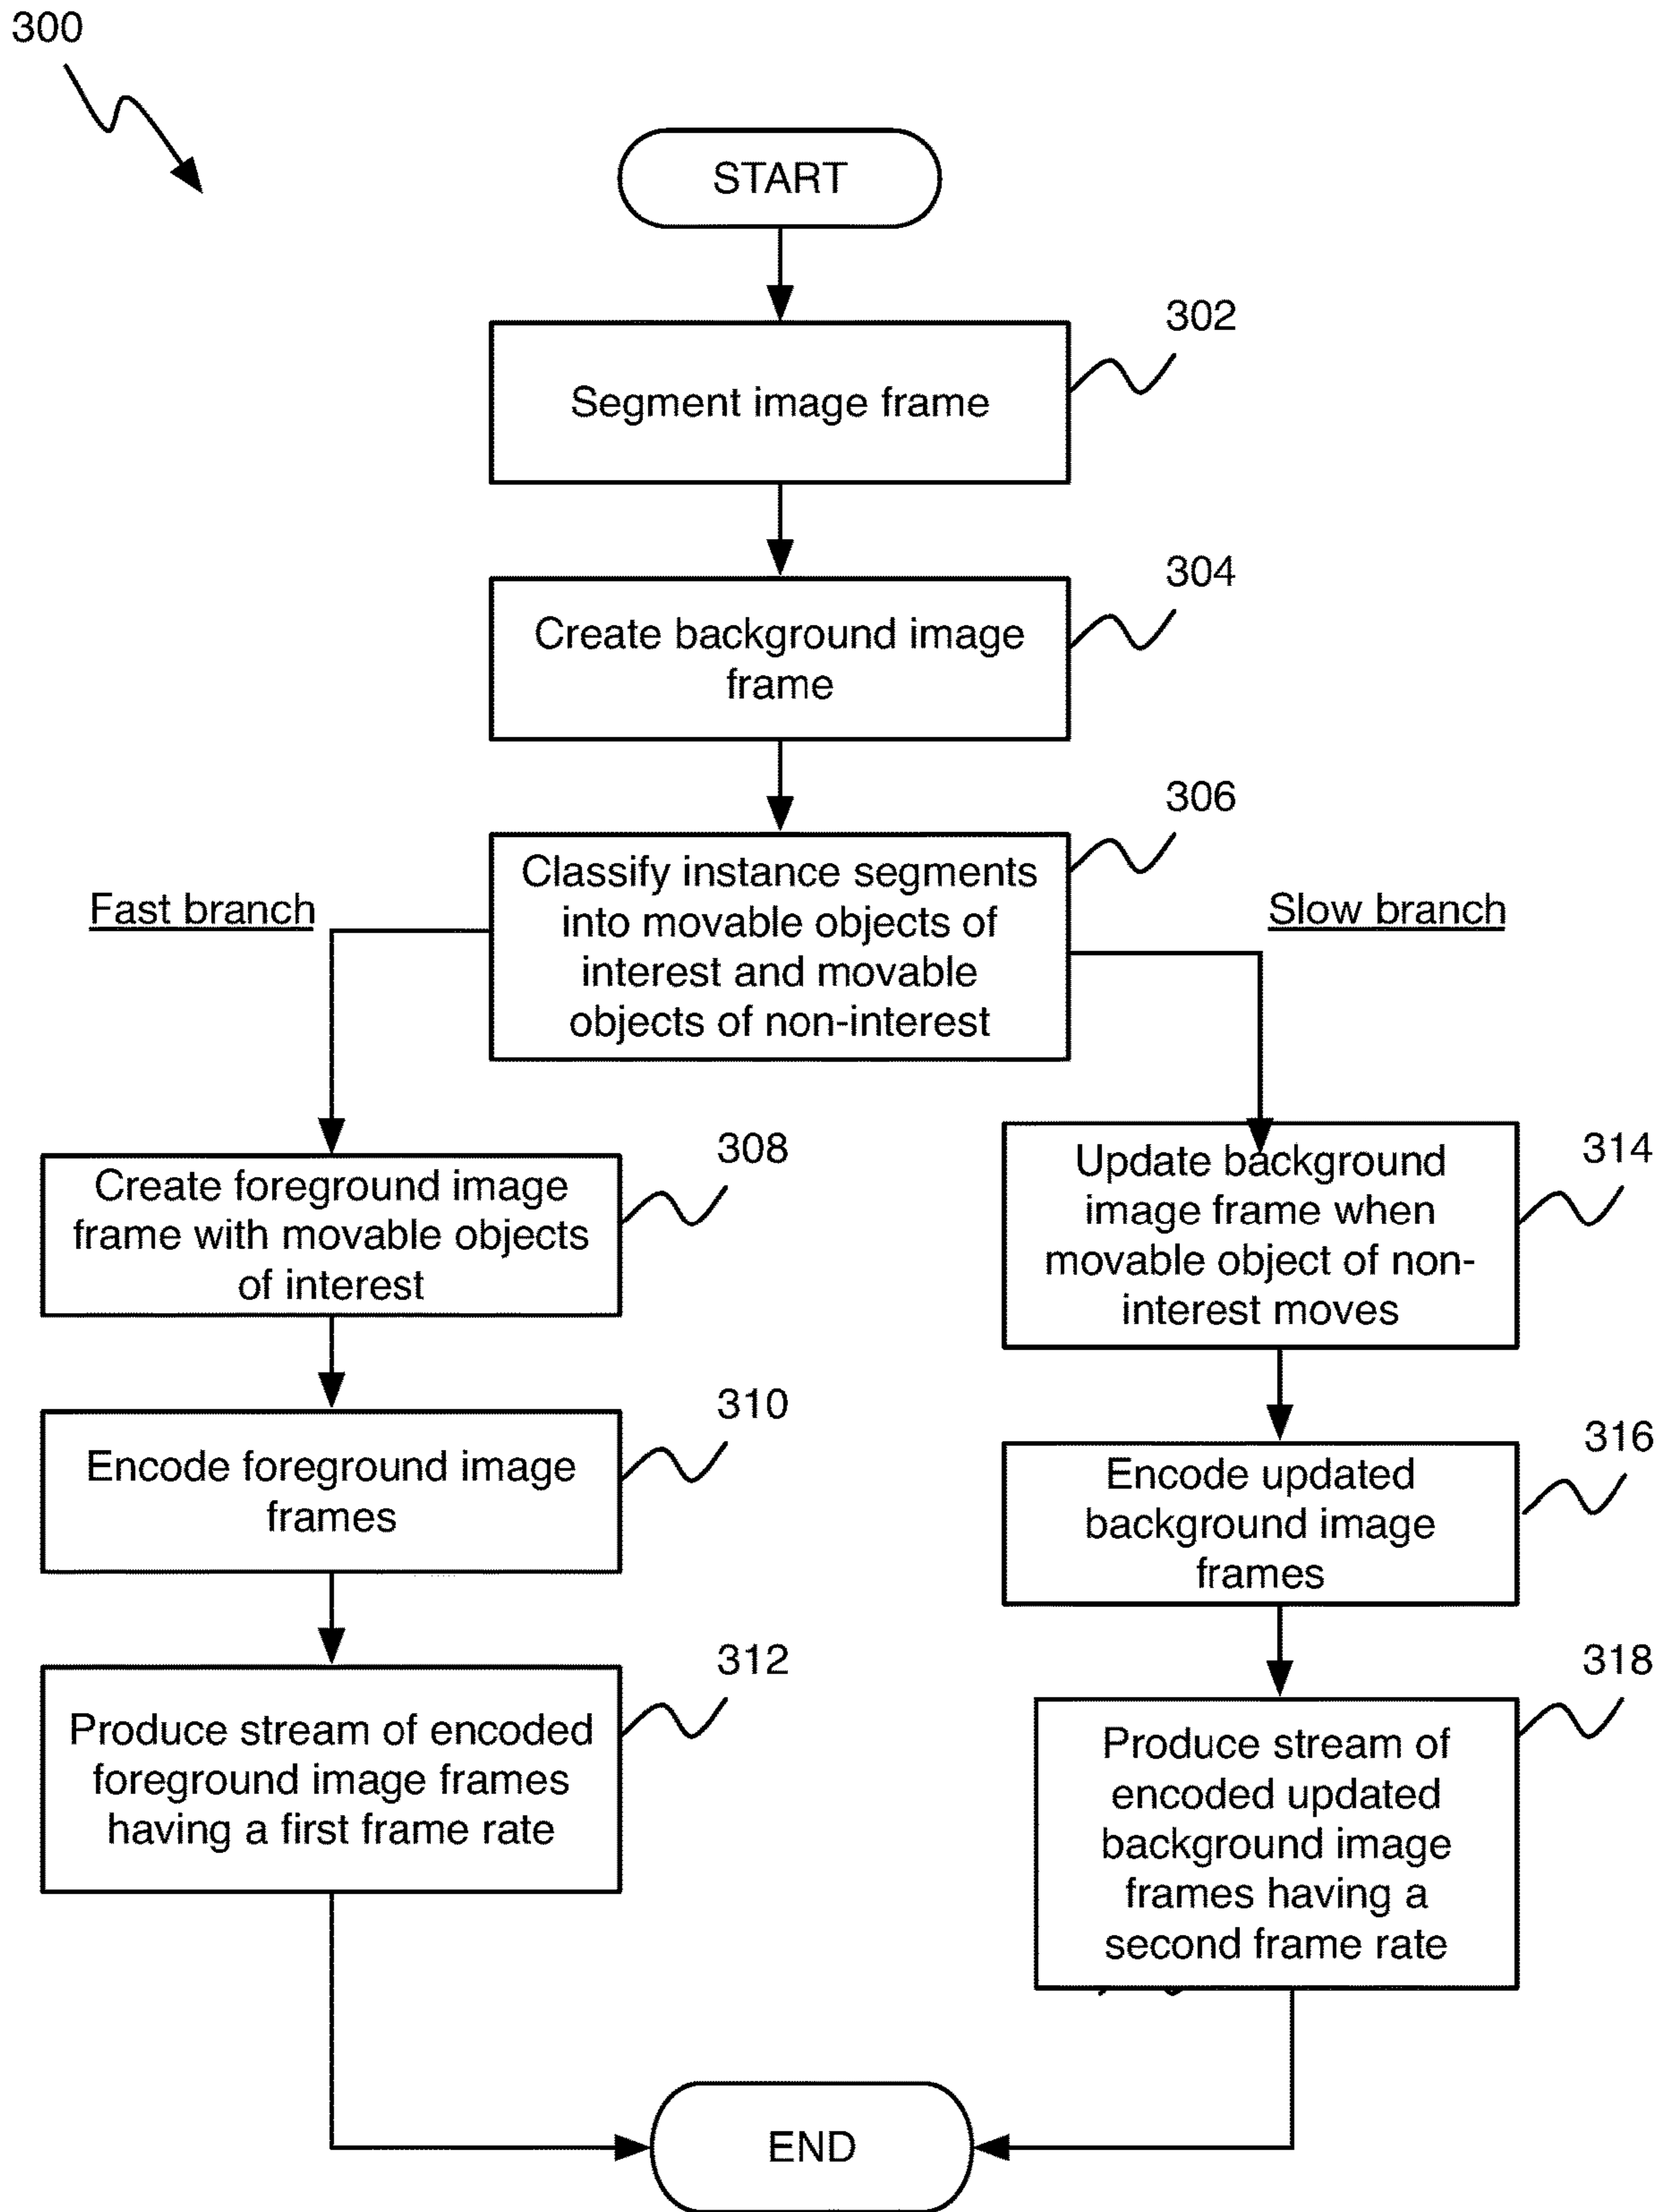 300
START
302
Segment image frame
304
Create background image
frame
306
Classify instance segments
into movable objects of
interest and movable
objects of non-interest
Fast branch
Slow branch
308
Create foreground image
frame with movable objects
of interest
310
Encode foreground image
frames
312
Produce stream of encoded
foreground image frames
having a first frame rate
314
Update background
image frame when
movable object of non-
interest moves
316
Encode updated
background image
frames
318
Produce stream of
encoded updated
background image
frames having a
second frame rate
END